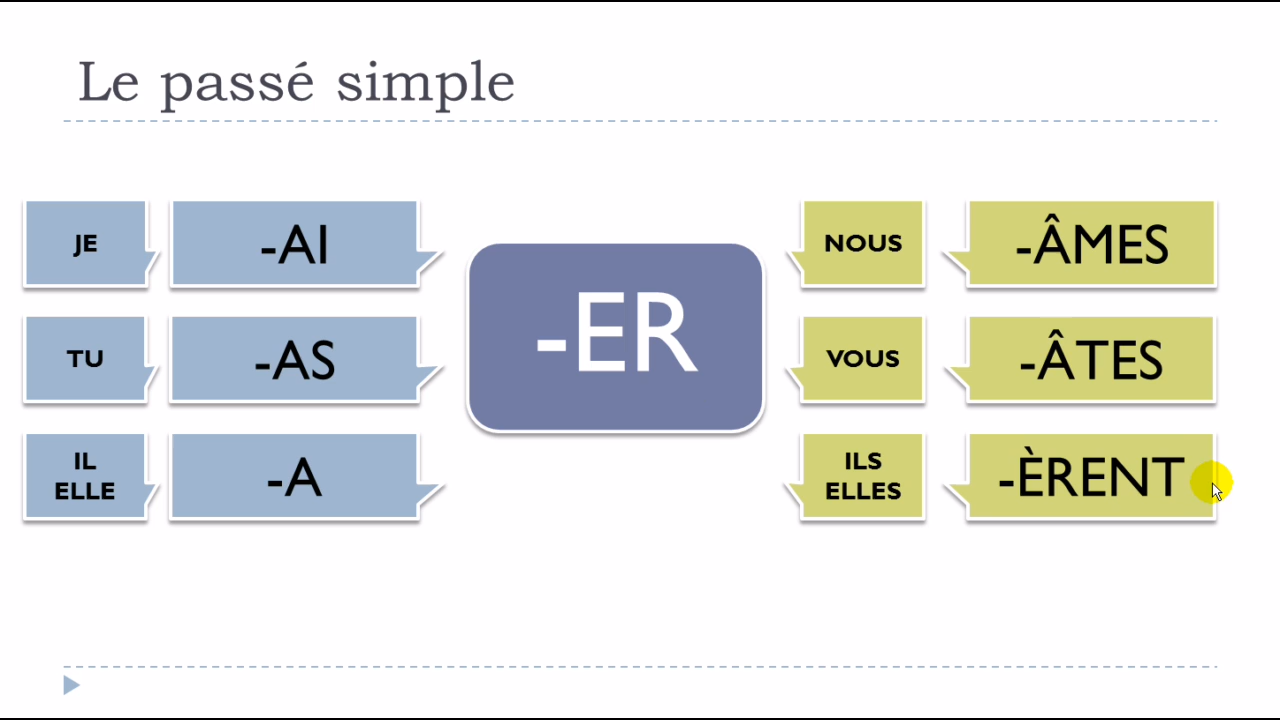 Le passé simple
JE
-AI
TU
-AS
IL
ELLE
-A
-ER
NOUS
-ÂMES
VOUS
-ÂTES
ILS
ELLES
-ÈRENT